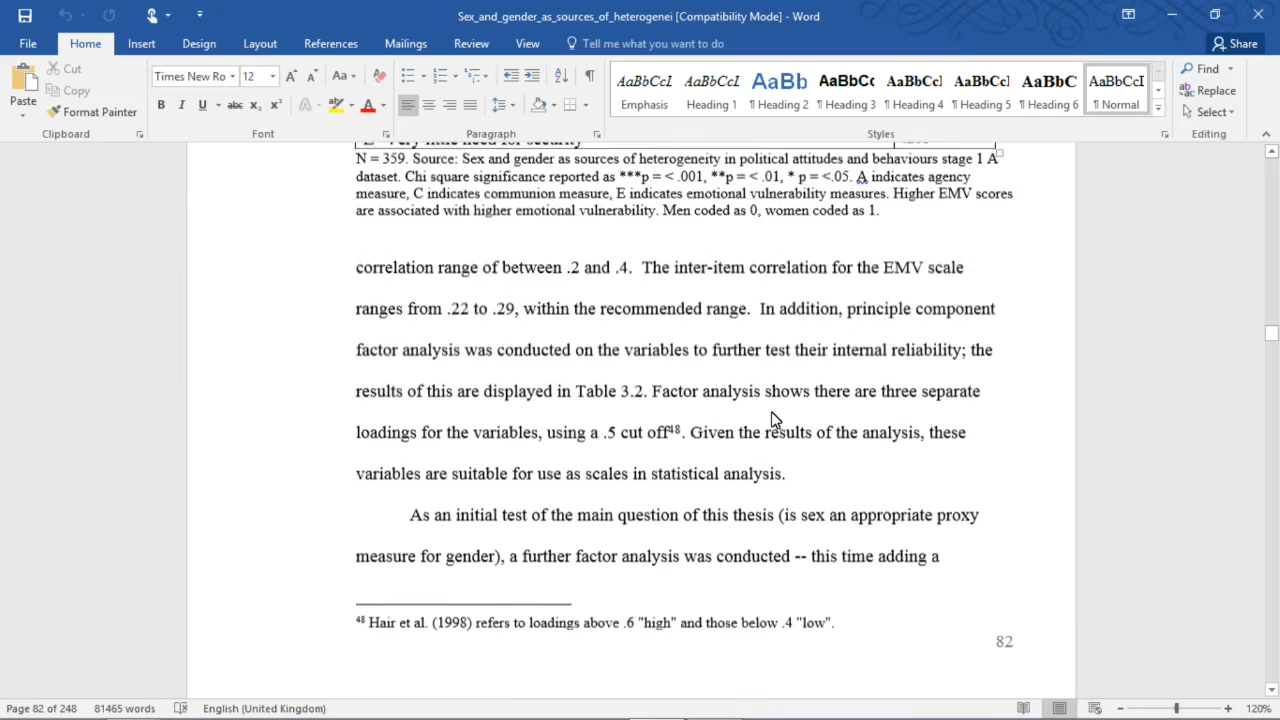 Sex_and_gender_as_sources_of_heterogenei [Compatibility Mode] - Word
File Home Insert Design Layout References Mailings Review View Tell me what you want to do Share
Paste
Cut
Copy
Format Painter
Times New Ro 12
AaBbCcI AaBbCcL AaBb AaBbCc AaBbCcI AaBbCcI AaBbC AaBbCcI
Emphasis Heading 1 ¶ Heading 2 ¶ Heading 3 ¶ Heading 4 ¶ Heading 5 ¶ Heading 6 ¶ Normal
Find
Replace
Select
Clipboard Font Paragraph Styles Editing
N = 359. Source: Sex and gender as sources of heterogeneity in political attitudes and behaviours stage 1 A
dataset. Chi square significance reported as ***p = < .001, **p = < .01, * p = <.05. A indicates agency
measure, C indicates communion measure, E indicates emotional vulnerability measures. Higher EMV scores
are associated with higher emotional vulnerability. Men coded as 0, women coded as 1.
correlation range of between .2 and .4. The inter-item correlation for the EMV scale
ranges from .22 to .29, within the recommended range. In addition, principle component
factor analysis was conducted on the variables to further test their internal reliability; the
results of this are displayed in Table 3.2. Factor analysis shows there are three separate
loadings for the variables, using a .5 cut off48. Given the results of the analysis, these
variables are suitable for use as scales in statistical analysis.
As an initial test of the main question of this thesis (is sex an appropriate proxy
measure for gender), a further factor analysis was conducted -- this time adding a
48 Hair et al. (1998) refers to loadings above .6 "high" and those below .4 "low".
82
Page 82 of 248 81465 words English (United Kingdom) 120%